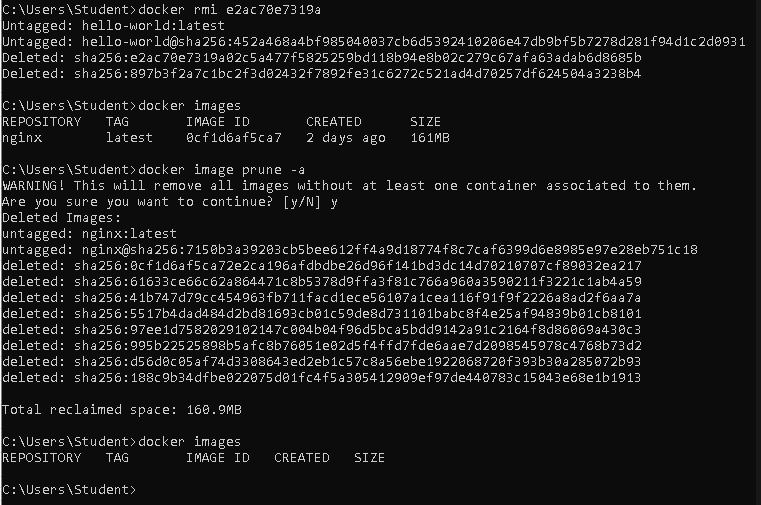 C:\Users\Student>docker rmi e2ac70e7319a
Untagged: hello-world:latest
Untagged: hello-world@sha256:452a468a4bf985040037cb6d5392410206e47db9bf5b7278d281f94d1c2d0931
Deleted: sha256:e2ac70e7319a02c5a477f5825259bd118b94e8b02c279c67afa63adab6d8685b
Deleted: sha256:897b3f2a7c1bc2f3d02432f7892fe31c6272c521ad4d70257df624504a3238b4
C:\Users\Student>docker images
REPOSITORY   TAG       IMAGE ID       CREATED      SIZE
nginx        latest    0cf1d6af5ca7   2 days ago   161MB
C:\Users\Student>docker image prune -a
WARNING! This will remove all images without at least one container associated to them.
Are you sure you want to continue? [y/N] y
Deleted Images:
untagged: nginx:latest
untagged: nginx@sha256:7150b3a39203cb5bee612ff4a9d18774f8c7caf6399d6e8985e97e28eb751c18
deleted: sha256:0cf1d6af5ca72e2ca196afdbdbe26d96f141bd3dc14d70210707cf89032ea217
deleted: sha256:61633ce66c62a864471c8b5378d9ffa3f81c766a960a3590211f3221c1ab4a59
deleted: sha256:41b747d79cc454963fb711facd1ece56107a1cea116f91f9f2226a8ad2f6aa7a
deleted: sha256:5517b4dad484d2bd81693cb01c59de8d731101babc8f4e25af94839b01cb8101
deleted: sha256:97ee1d7582029102147c004b04f96d5bca5bdd9142a91c2164f8d86069a430c3
deleted: sha256:995b22525898b5afc8b76051e02d5f4ffd7fde6aae7d2098545978c4768b73d2
deleted: sha256:d56d0c05af74d3308643ed2eb1c57c8a56ebe1922068720f393b30a285072b93
deleted: sha256:188c9b34dfbe022075d01fc4f5a305412909ef97de440783c15043e68e1b1913
Total reclaimed space: 160.9MB
C:\Users\Student>docker images
REPOSITORY   TAG       IMAGE ID   CREATED   SIZE
C:\Users\Student>